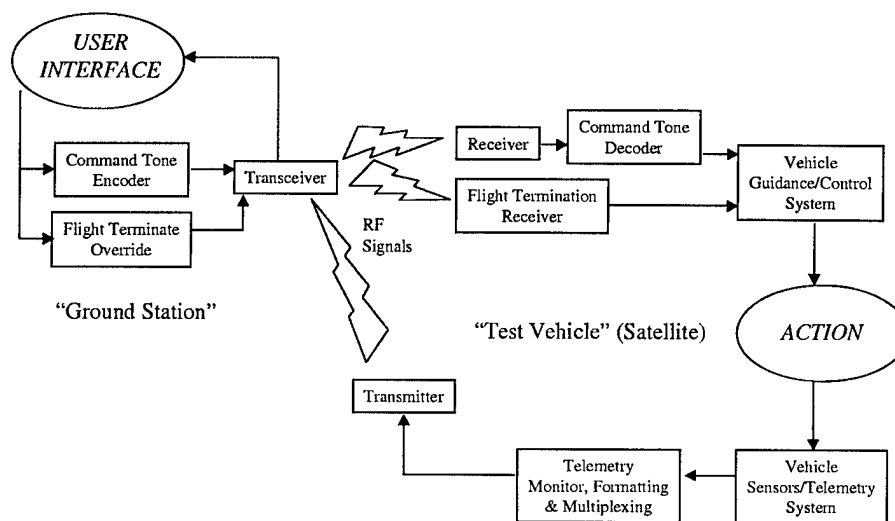 USER
INTERFACE
Command Tone
Encoder
Flight Terminate
Override
Transceiver
"Ground Station"
RF
Signals
Receiver
Command Tone
Decoder
Flight Termination
Receiver
Vehicle
Guidance/Control
System
"Test Vehicle" (Satellite)
ACTION
Transmitter
Telemetry
Monitor, Formatting
& Multiplexing
Vehicle
Sensors/Telemetry
System